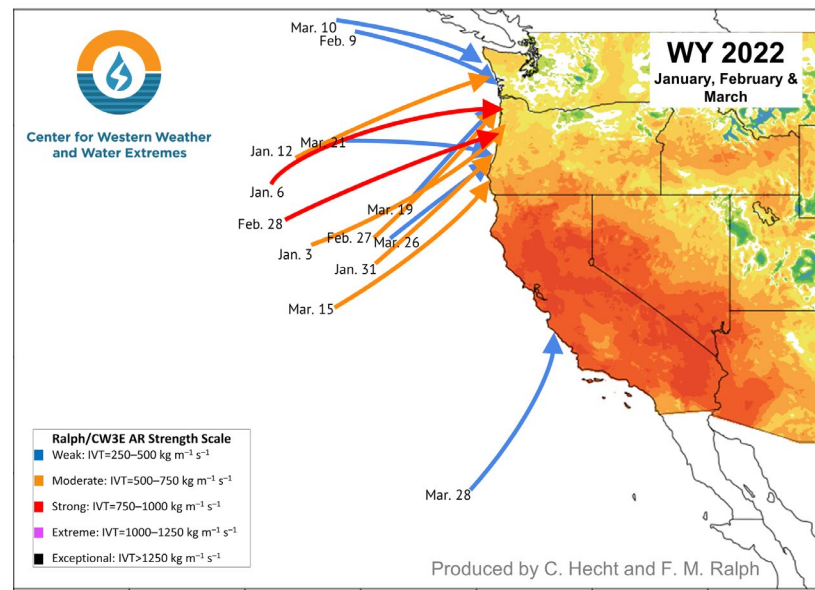 Mar. 10
Feb. 9
WY 2022
January, February &
March
Center for Western Weather
and Water Extremes
Mar. 21
Jan. 12
Jan. 6
Mar. 19
Feb. 28
Feb. 27
Mar. 26
Jan. 3
Jan. 31
Mar. 15
Mar. 28
Ralph/CW3E AR Strength Scale
Weak: IVT=250–500 kg m⁻¹ s⁻¹
Moderate: IVT=500–750 kg m⁻¹ s⁻¹
Strong: IVT=750–1000 kg m⁻¹ s⁻¹
Extreme: IVT=1000–1250 kg m⁻¹ s⁻¹
Exceptional: IVT>1250 kg m⁻¹ s⁻¹
Produced by C. Hecht and F. M. Ralph